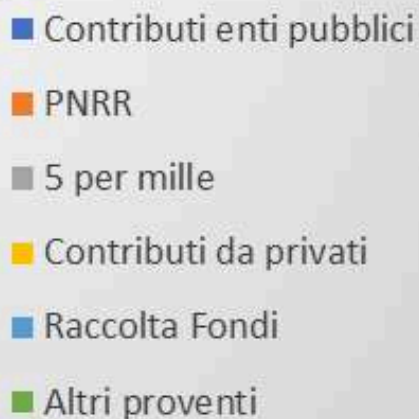 Contributi enti pubblici
PNRR
5 per mille
Contributi da privati
Raccolta Fondi
Altri proventi